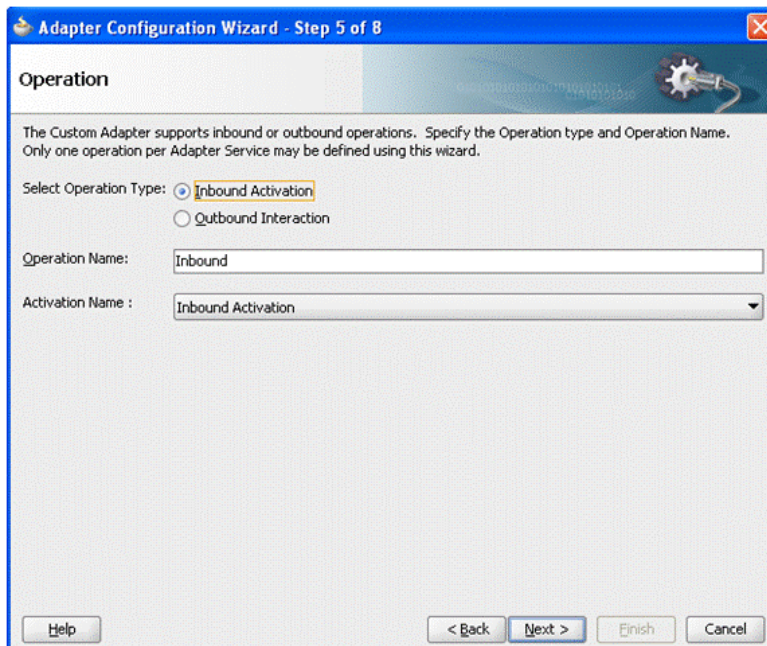 Adapter Configuration Wizard - Step 5 of 8
Operation
The Custom Adapter supports inbound or outbound operations. Specify the Operation type and Operation Name.
Only one operation per Adapter Service may be defined using this wizard.
Select Operation Type: Inbound Activation
Outbound Interaction
Operation Name: Inbound
Activation Name : Inbound Activation
Help < Back Next > Finish Cancel